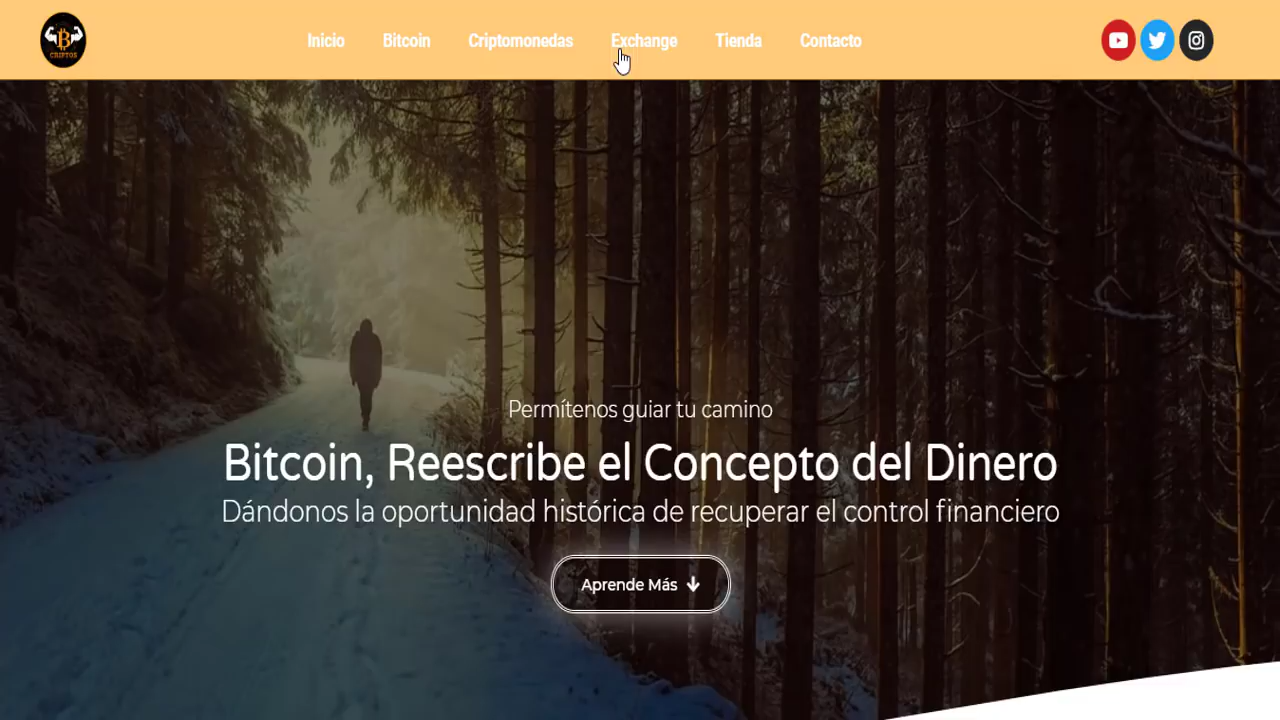 CRIPTOS
Inicio Bitcoin Criptomonedas Exchange Tienda Contacto
Permítenos guiar tu camino
Bitcoin, Reescribe el Concepto del Dinero
Dándonos la oportunidad histórica de recuperar el control financiero
Aprende Más